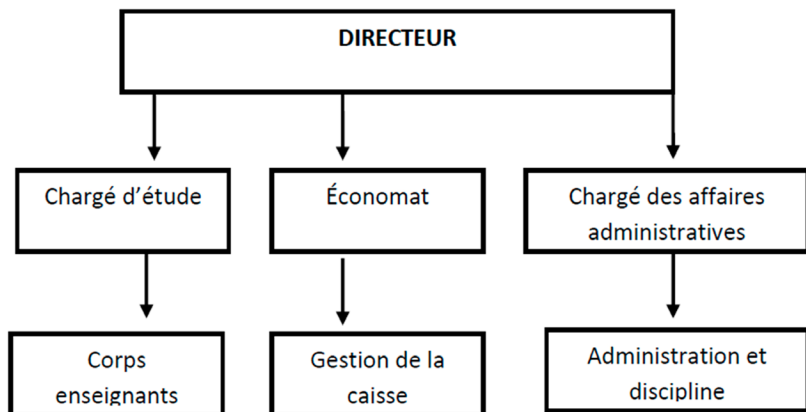 DIRECTEUR
Chargé d’étude
Économat
Chargé des affaires
administratives
Corps
enseignants
Gestion de la
caisse
Administration et
discipline